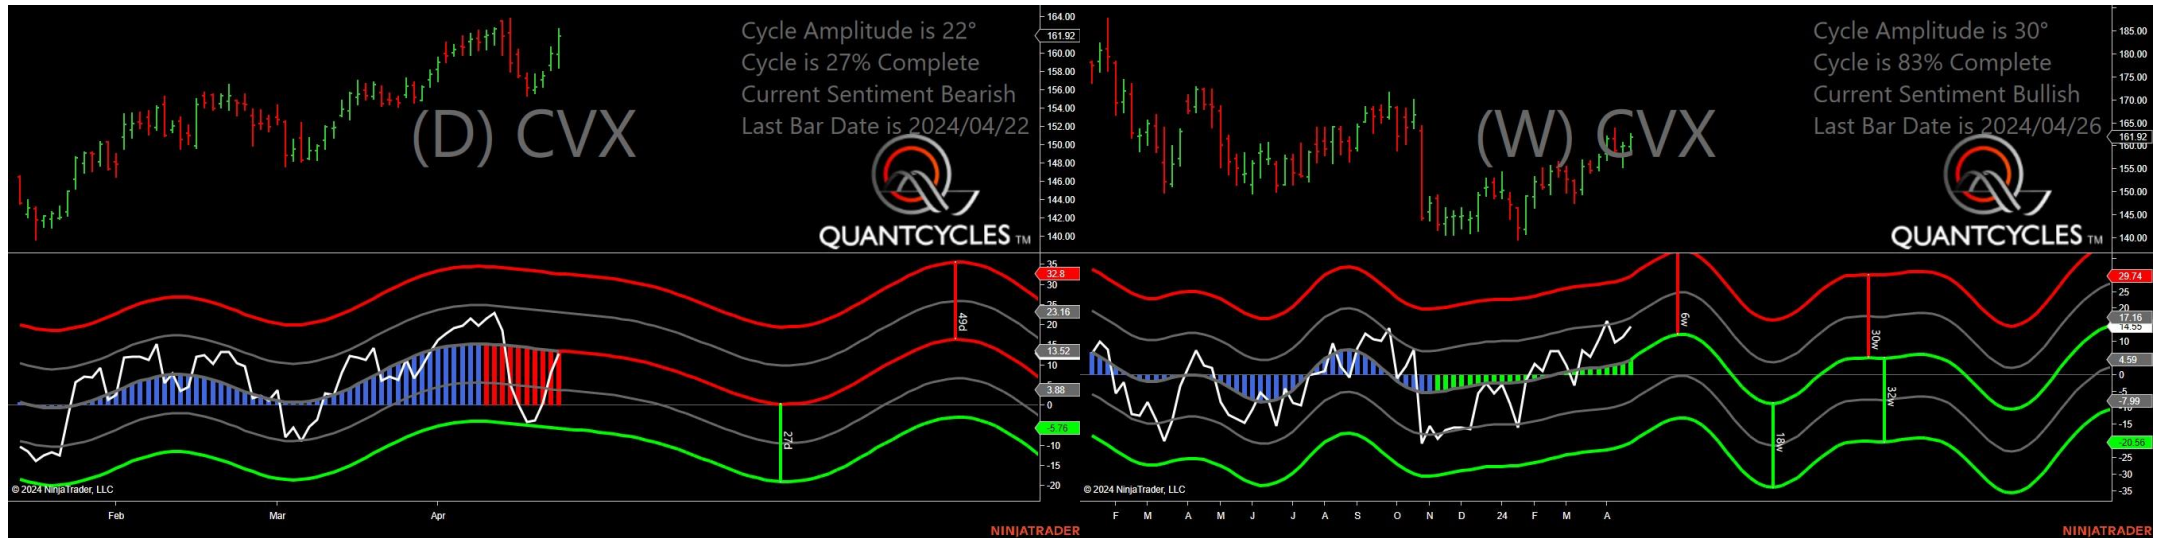 Cycle Amplitude is 22°
Cycle is 27% Complete
Current Sentiment Bearish
Last Bar Date is 2024/04/22
(D) CVX
QUANTCYCLES TM
164.00
161.92
160.00
158.00
156.00
154.00
152.00
150.00
148.00
146.00
144.00
142.00
140.00
35
32.8
30
25
23.16
20
15
13.52
10
5
3.88
0
-5.76
-10
-15
-20
49d
27d
© 2024 NinjaTrader, LLC
Feb Mar Apr
NINJATRADER
Cycle Amplitude is 30°
Cycle is 83% Complete
Current Sentiment Bullish
Last Bar Date is 2024/04/26
(W) CVX
QUANTCYCLES TM
185.00
180.00
175.00
170.00
165.00
161.92
160.00
155.00
150.00
145.00
140.00
29.74
25
20
17.16
14.55
10
4.59
0
-5
-7.99
-10
-15
-20.56
-25
-30
-35
6w
30w
18w
32w
© 2024 NinjaTrader, LLC
F M A M J J A S O N D 24 F M A
NINJATRADER